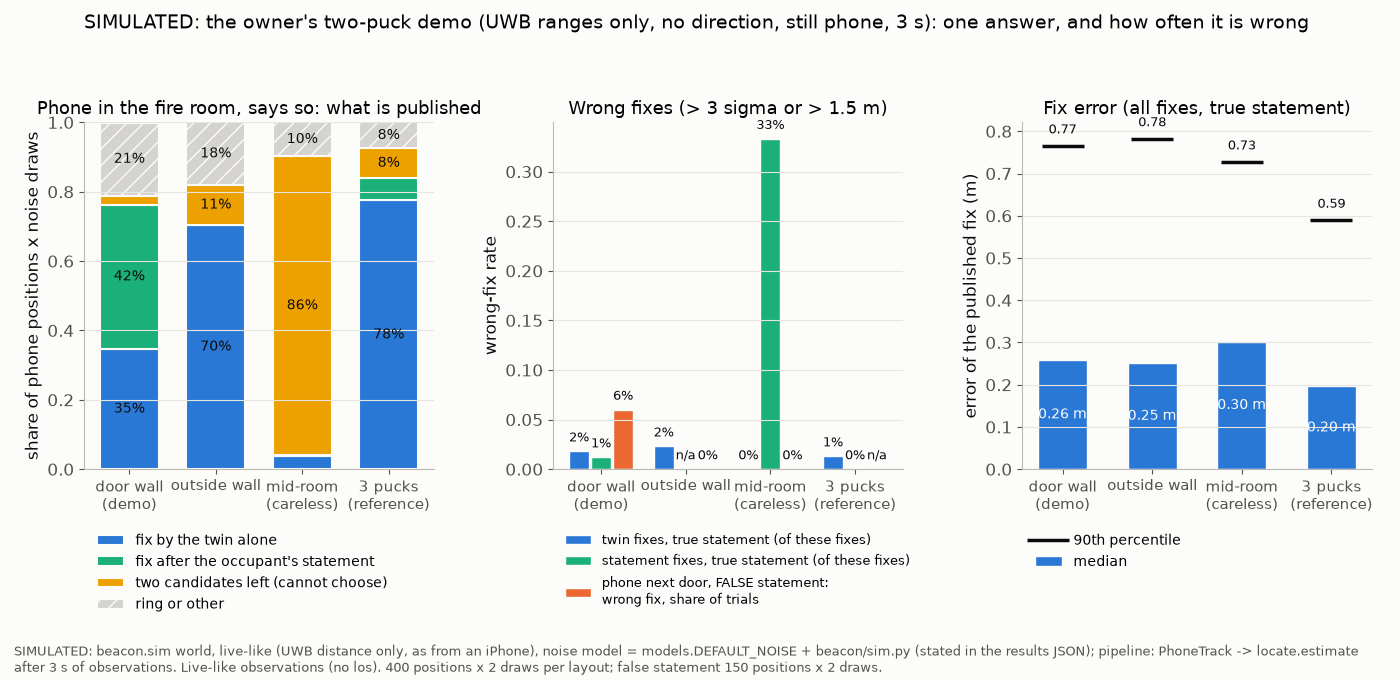 SIMULATED: the owner's two-puck demo (UWB ranges only, no direction, still phone, 3 s): one answer, and how often it is wrong
Phone in the fire room, says so: what is published
share of phone positions x noise draws
1.0
0.8
0.6
0.4
0.2
0.0
21%
42%
35%
18%
11%
70%
10%
86%
8%
8%
78%
door wall
(demo)
outside wall
mid-room
(careless)
3 pucks
(reference)
fix by the twin alone
fix after the occupant's statement
two candidates left (cannot choose)
ring or other
Wrong fixes (> 3 sigma or > 1.5 m)
wrong-fix rate
0.30
0.25
0.20
0.15
0.10
0.05
0.00
2%
1%
6%
2%
n/a
0%
0%
33%
0%
1%
0%
n/a
door wall
(demo)
outside wall
mid-room
(careless)
3 pucks
(reference)
twin fixes, true statement (of these fixes)
statement fixes, true statement (of these fixes)
phone next door, FALSE statement:
wrong fix, share of trials
Fix error (all fixes, true statement)
error of the published fix (m)
0.8
0.7
0.6
0.5
0.4
0.3
0.2
0.1
0.0
0.77
0.78
0.73
0.59
0.26 m
0.25 m
0.30 m
0.20 m
door wall
(demo)
outside wall
mid-room
(careless)
3 pucks
(reference)
90th percentile
median
SIMULATED: beacon.sim world, live-like (UWB distance only, as from an iPhone), noise model = models.DEFAULT_NOISE + beacon/sim.py (stated in the results JSON); pipeline: PhoneTrack -> locate.estimate
after 3 s of observations. Live-like observations (no los). 400 positions x 2 draws per layout; false statement 150 positions x 2 draws.